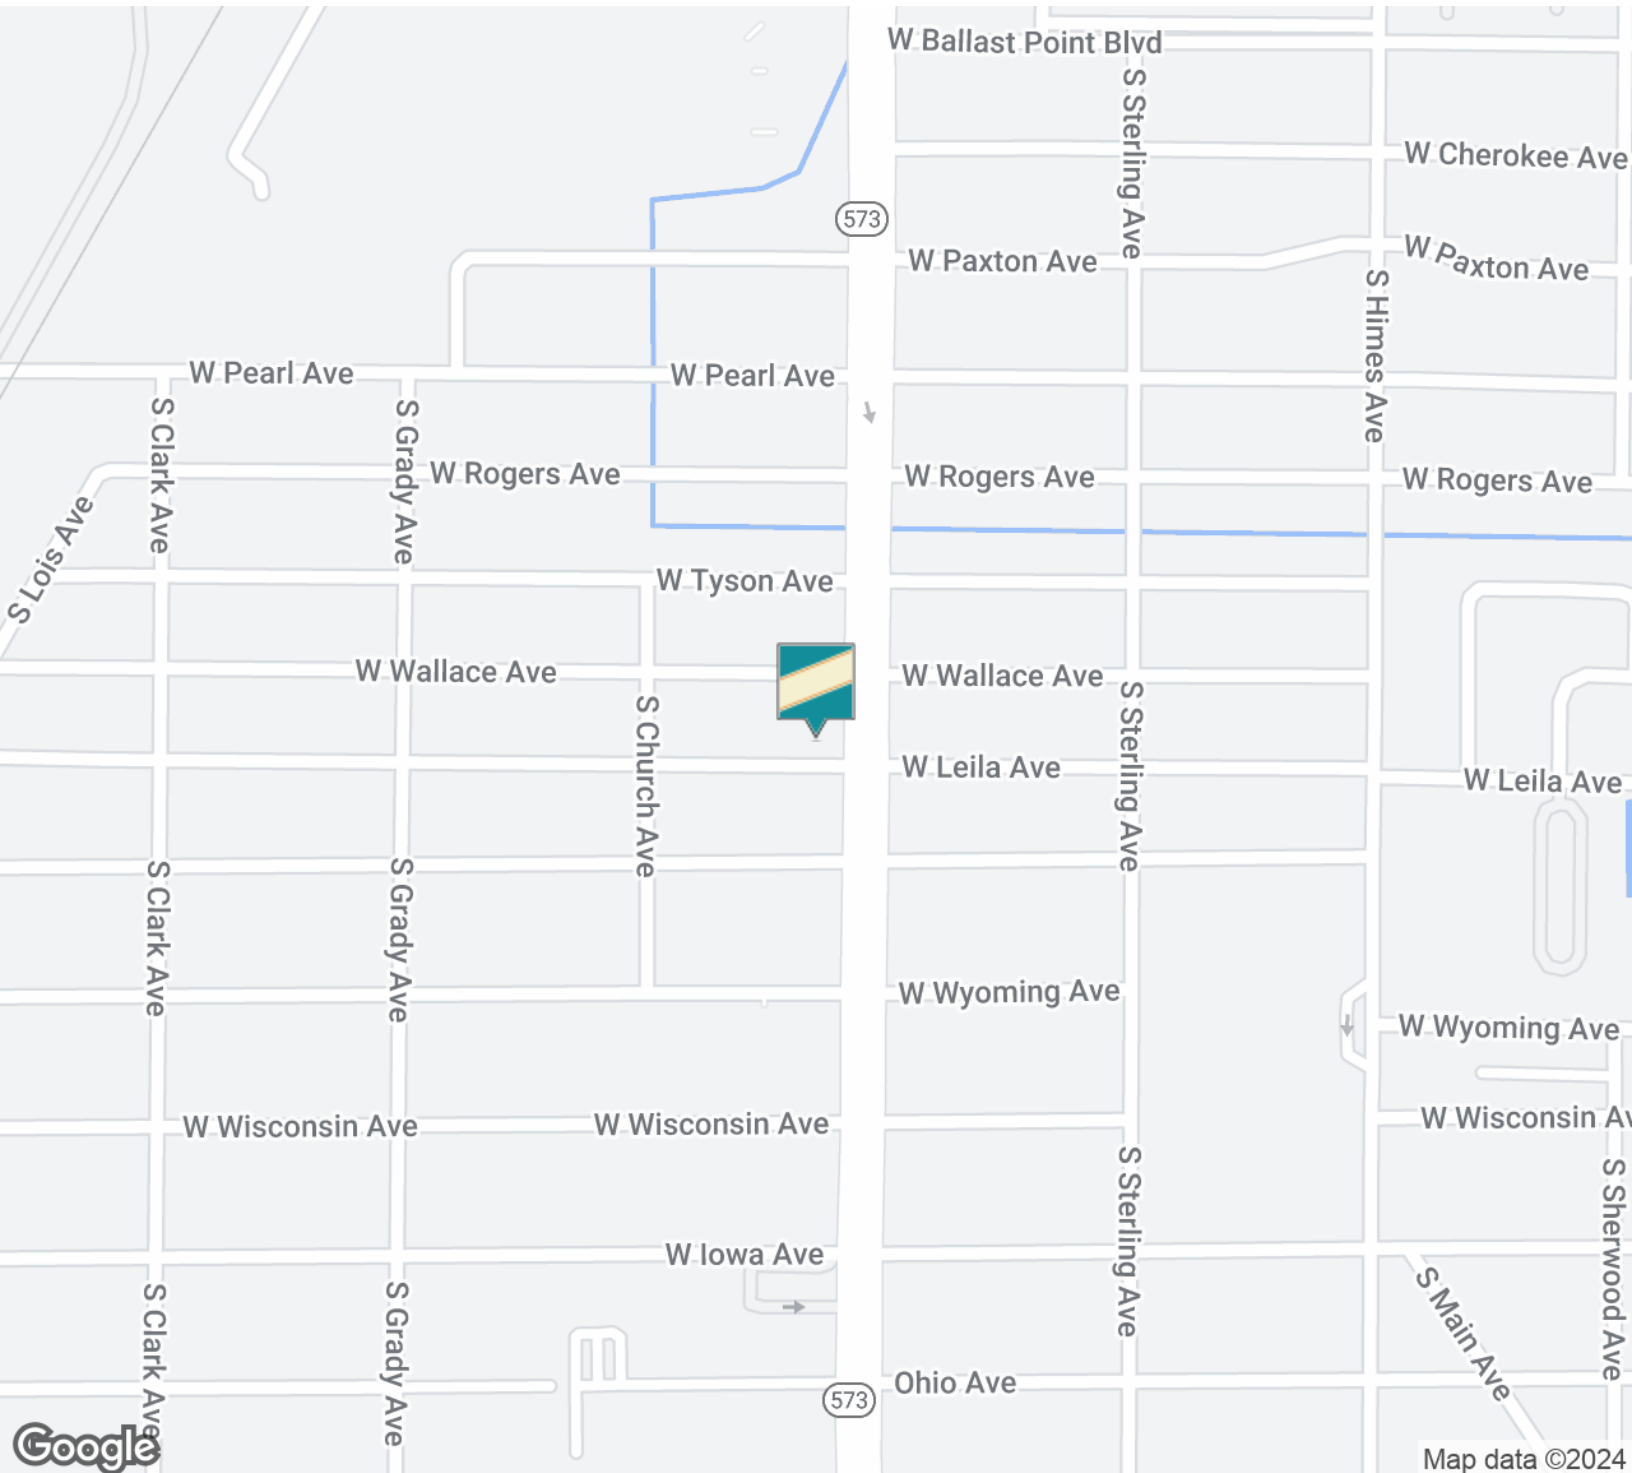 W Ballast Point Blvd
S Sterling Ave
W Cherokee Ave
573
W Paxton Ave
W Paxton Ave
S Himes Ave
W Pearl Ave
W Pearl Ave
S Clark Ave
S Grady Ave
W Rogers Ave
W Rogers Ave
W Rogers Ave
S Lois Ave
W Tyson Ave
W Wallace Ave
W Wallace Ave
S Church Ave
S Sterling Ave
W Leila Ave
W Leila Ave
S Clark Ave
S Grady Ave
W Wyoming Ave
W Wyoming Ave
W Wisconsin Ave
W Wisconsin Ave
W Wisconsin Av
S Sterling Ave
S Sherwood Ave
W Iowa Ave
S Main Ave
S Clark Ave
S Grady Ave
Ohio Ave
573
Google
Map data ©2024